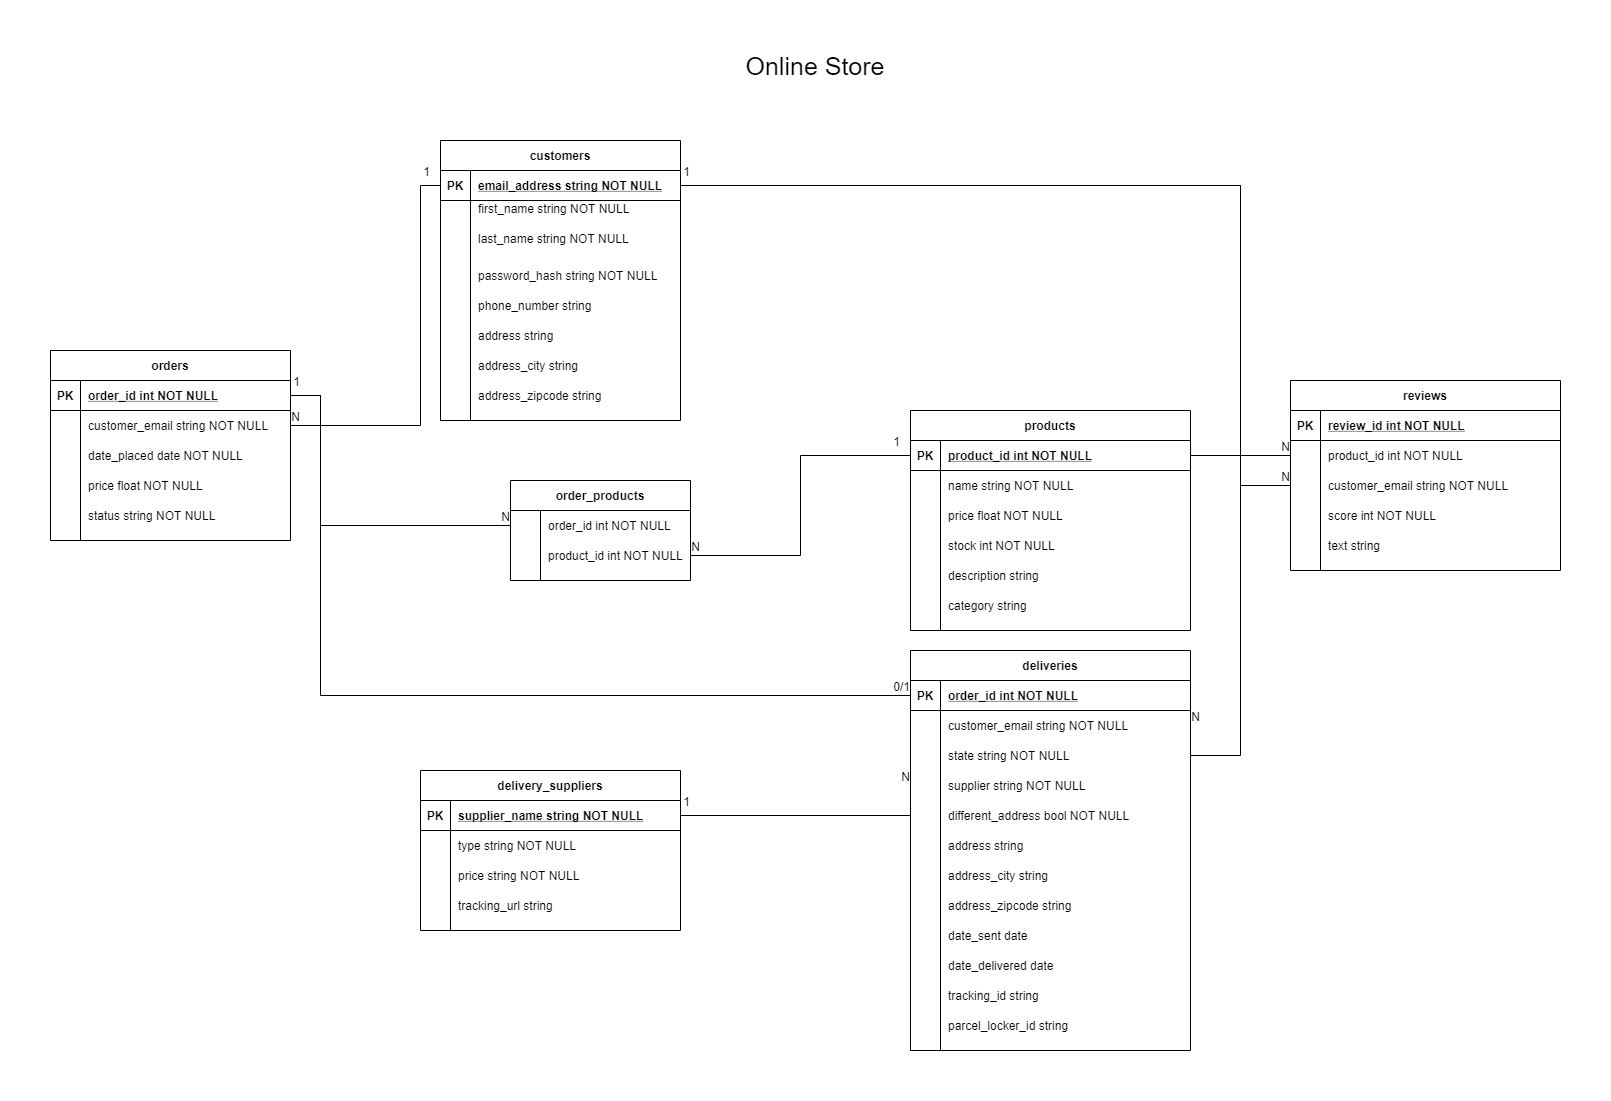 Online Store
customers
1
PK email_address string NOT NULL
1
first_name string NOT NULL
last_name string NOT NULL
password_hash string NOT NULL
phone_number string
address string
address_city string
address_zipcode string
orders
PK order_id int NOT NULL
1
customer_email string NOT NULL
N
date_placed date NOT NULL
price float NOT NULL
status string NOT NULL
order_products
N
order_id int NOT NULL
product_id int NOT NULL
N
products
1
PK product_id int NOT NULL
name string NOT NULL
price float NOT NULL
stock int NOT NULL
description string
category string
reviews
PK review_id int NOT NULL
N
product_id int NOT NULL
N
customer_email string NOT NULL
score int NOT NULL
text string
deliveries
0/1
PK order_id int NOT NULL
N
customer_email string NOT NULL
state string NOT NULL
N
supplier string NOT NULL
different_address bool NOT NULL
address string
address_city string
address_zipcode string
date_sent date
date_delivered date
tracking_id string
parcel_locker_id string
delivery_suppliers
1
PK supplier_name string NOT NULL
type string NOT NULL
price string NOT NULL
tracking_url string